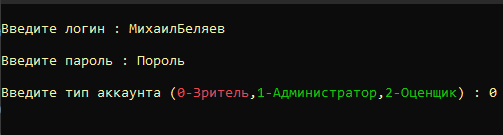 Введите логин : МихаилБеляев
Введите пароль : Пороль
Введите тип аккаунта (0-Зритель,1-Администратор,2-Оценщик) : 0